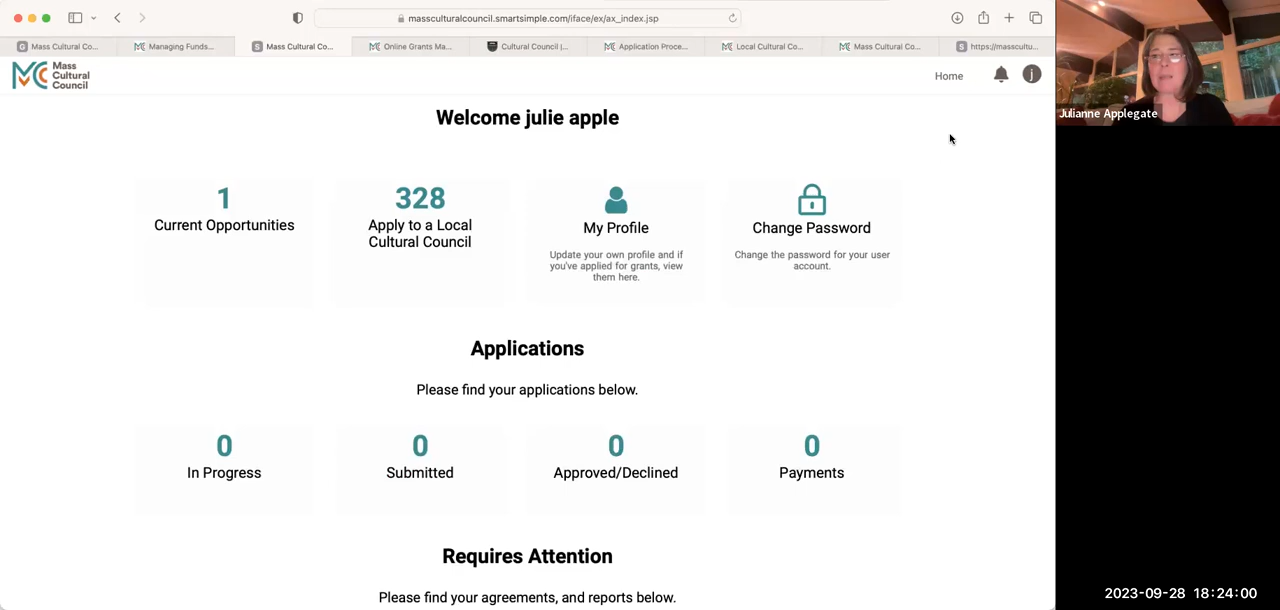 massculturalcouncil.smartsimple.com/iface/ex/ax_index.jsp
G Mass Cultural Co...
Managing Funds...
S Mass Cultural Co...
Online Grants Ma...
Cultural Council |...
Application Proce...
Local Cultural Co...
Mass Cultural Co...
S https://masscultu...
Mass
Cultural
Council
Home
j
Julianne Applegate
Welcome julie apple
1
Current Opportunities
328
Apply to a Local
Cultural Council
My Profile
Update your own profile and if
you've applied for grants, view
them here.
Change Password
Change the password for your user
account.
Applications
Please find your applications below.
0
In Progress
0
Submitted
0
Approved/Declined
0
Payments
Requires Attention
Please find your agreements, and reports below.
2023-09-28 18:24:00